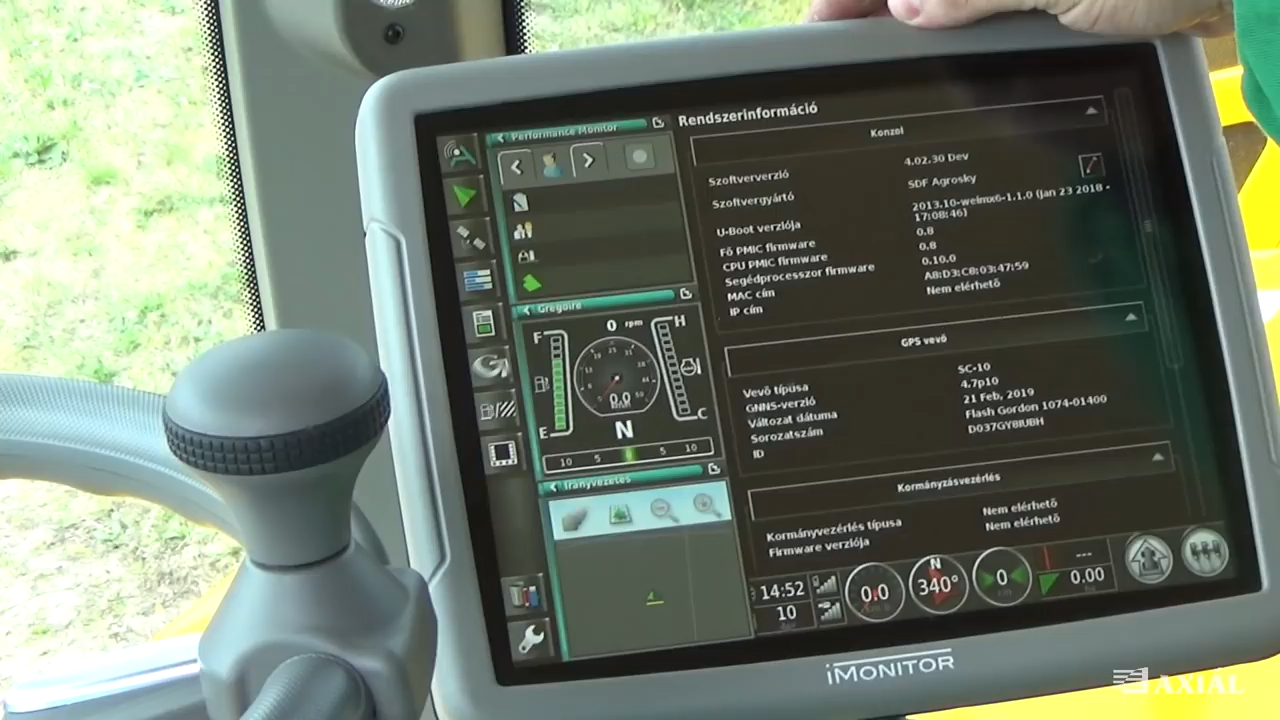 Performance Monitor
Rendszerinformáció
Konzol
Szoftververzió 4.02.30 Dev
Szoftvergyártó SDF Agrosky
U-Boot verziója 2013.10-weimx6-1.1.0 (Jan 23 2018 - 17:08:46)
Fő PMIC firmware 0.8
CPU PMIC firmware 0.8
Segédprocesszor firmware 0.10.0
MAC cím A8:D3:C8:03:47:59
IP cím Nem elérhető
Gregoire
0 rpm
F
E
H
C
0.0
N
10 5 5 10
GPS vevő
Vevő típusa SC-10
GNNS-verzió 4.7p10
Változat dátuma 21 Feb, 2019
Sorozatszám Flash Gordon 1074-01400
ID D037GY8IUBH
Irányvezetés
Kormányzásvezérlés
Kormányvezérlés típusa Nem elérhető
Firmware verziója Nem elérhető
14:52
10
0.0
N
340°
0
cm
---
0.00
iMONITOR
AXIAL